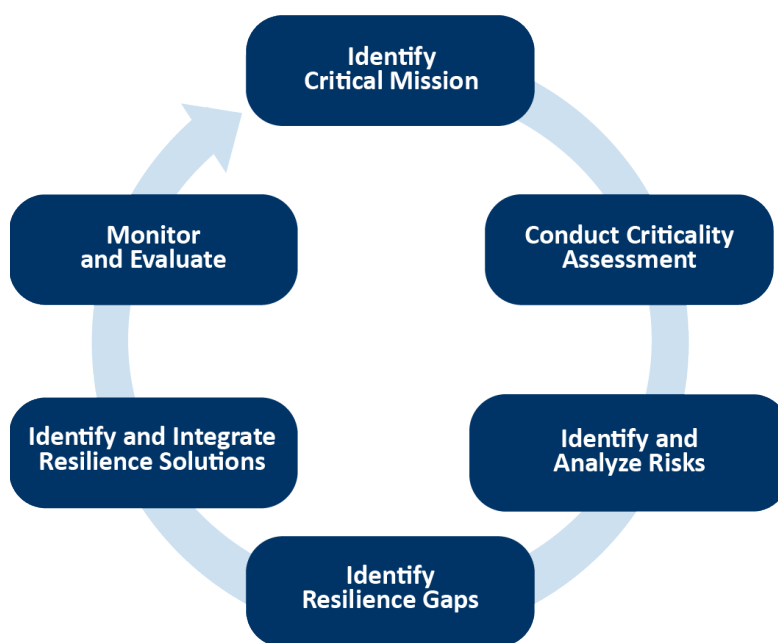 Identify
Critical Mission
Conduct Criticality
Assessment
Identify and
Analyze Risks
Identify
Resilience Gaps
Identify and Integrate
Resilience Solutions
Monitor
and Evaluate